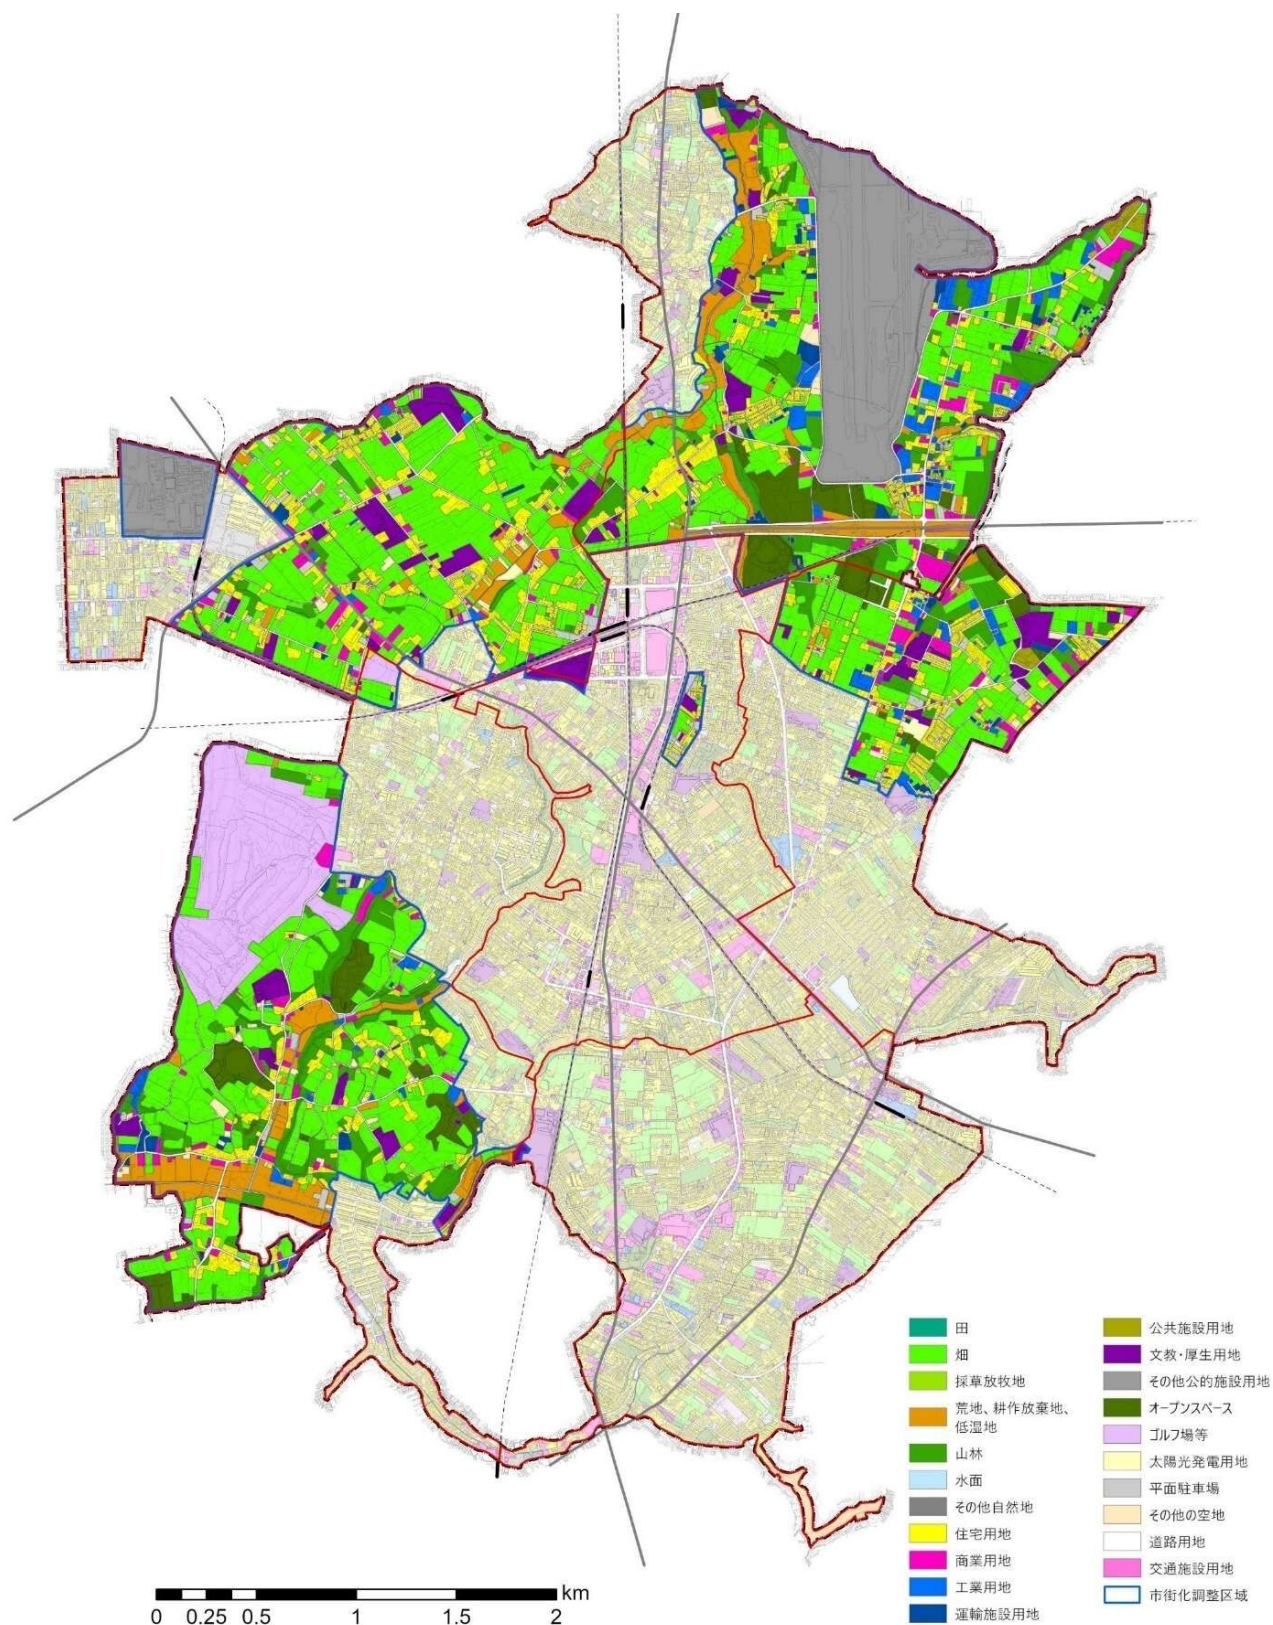 田
畑
採草放牧地
荒地、耕作放棄地、
低湿地
山林
水面
その他自然地
住宅用地
商業用地
工業用地
運輸施設用地
公共施設用地
文教・厚生用地
その他公的施設用地
オープンスペース
ゴルフ場等
太陽光発電用地
平面駐車場
その他の空地
道路用地
交通施設用地
市街化調整区域
km
0 0.25 0.5 1 1.5 2